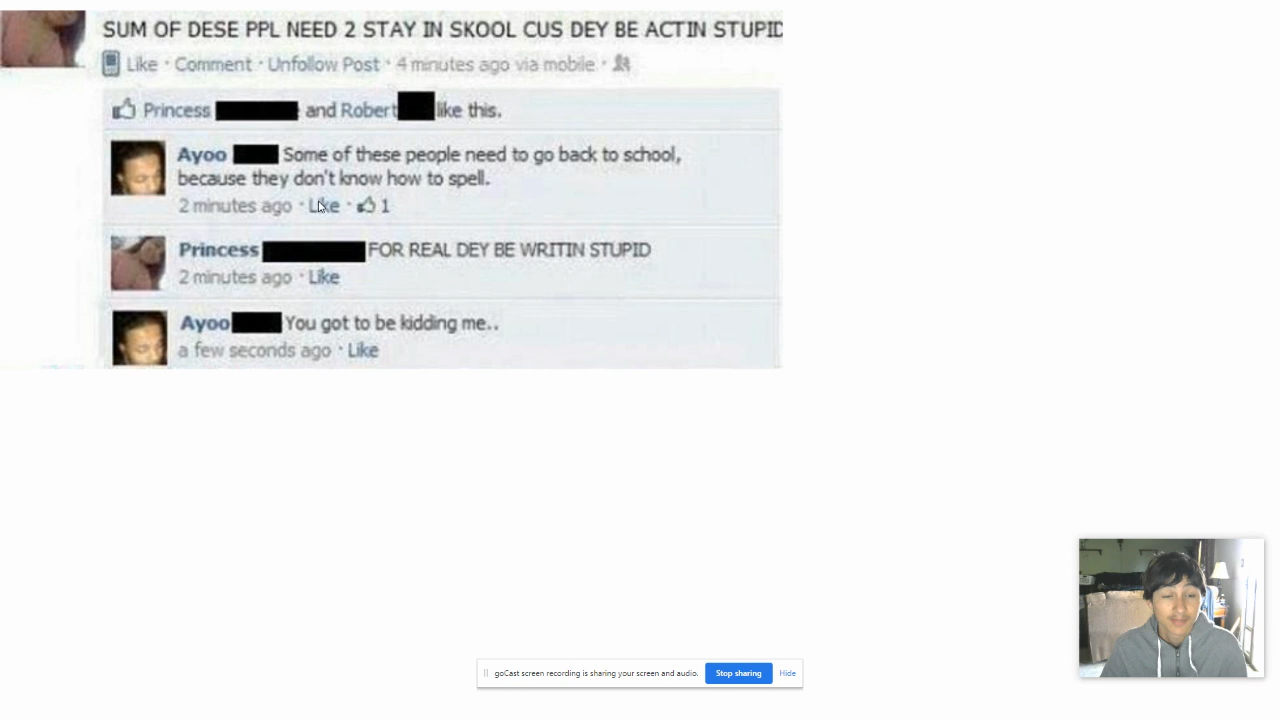 SUM OF DESE PPL NEED 2 STAY IN SKOOL CUS DEY BE ACTIN STUPID
Like · Comment · Unfollow Post · 4 minutes ago via mobile ·
Princess and Robert like this.
Ayoo Some of these people need to go back to school,
because they don't know how to spell.
2 minutes ago · Like · 1
Princess FOR REAL DEY BE WRITIN STUPID
2 minutes ago · Like
Ayoo You got to be kidding me..
a few seconds ago · Like
goCast screen recording is sharing your screen and audio. Stop sharing Hide